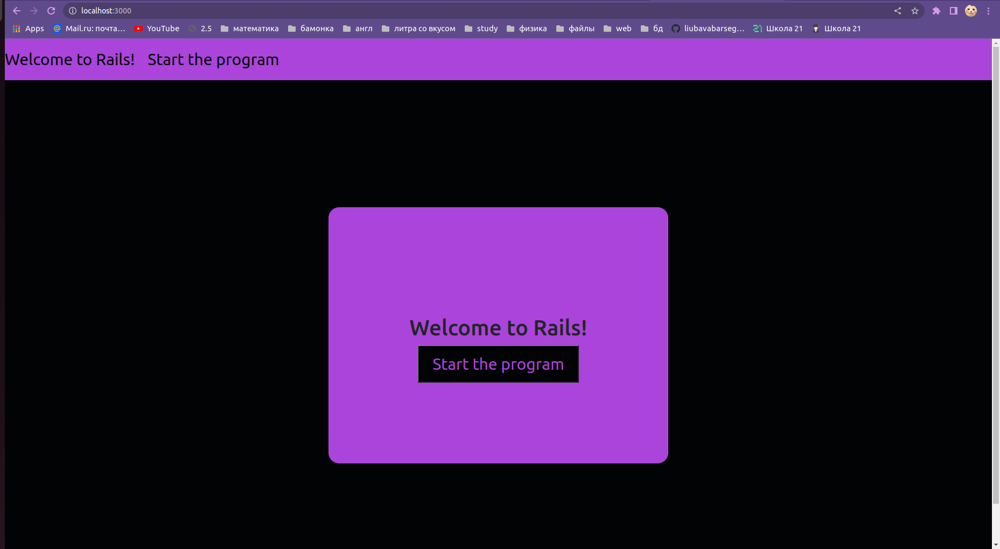 localhost:3000
Apps Mail.ru: почта... YouTube 2.5 математика бамонка англ литра со вкусом study физика файлы web бд liubavabarseg... Школа 21 Школа 21
Welcome to Rails! Start the program
Welcome to Rails!
Start the program